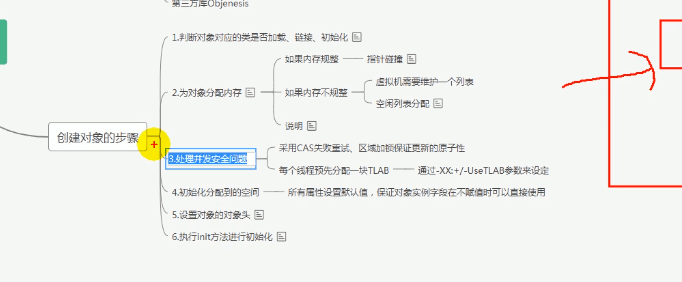 第三方库Objenesis
1.判断对象对应的类是否加载、链接、初始化
如果内存规整
指针碰撞
2.为对象分配内存
如果内存不规整
虚拟机需要维护一个列表
空闲列表分配
说明
创建对象的步骤
3.处理并发安全问题
采用CAS失败重试、区域加锁保证更新的原子性
每个线程预先分配一块TLAB
通过-XX:+/-UseTLAB参数来设定
4.初始化分配到的空间
所有属性设置默认值，保证对象实例字段在不赋值时可以直接使用
5.设置对象的对象头
6.执行init方法进行初始化